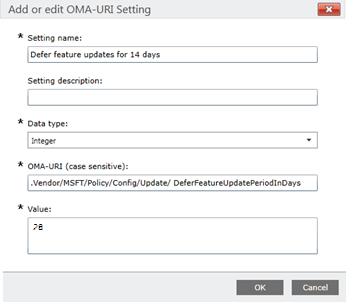 Add or edit OMA-URI Setting
* Setting name:
Defer feature updates for 14 days
Setting description:
* Data type:
Integer
* OMA-URI (case sensitive):
.Vendor/MSFT/Policy/Config/Update/ DeferFeatureUpdatePeriodInDays
* Value:
28
OK Cancel